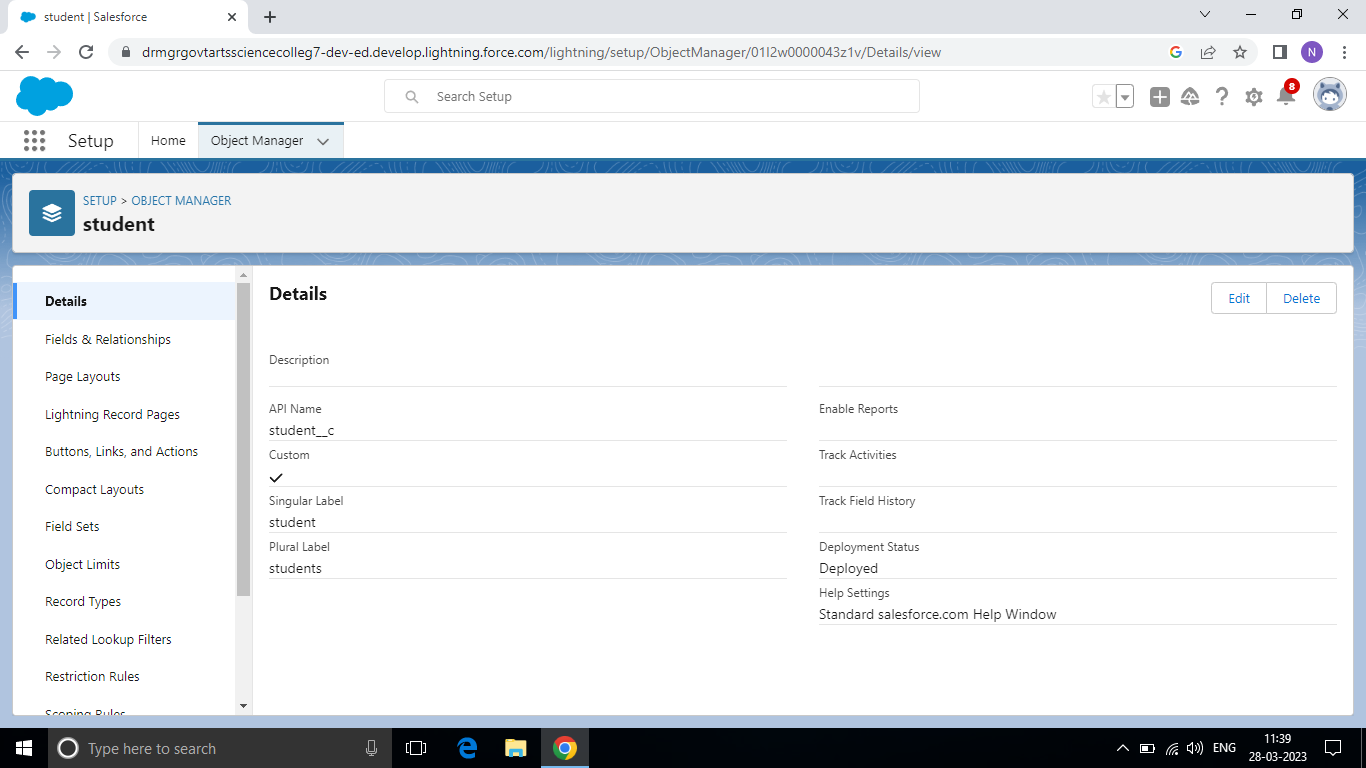 student | Salesforce
drmgrgovtartssciencecolleg7-dev-ed.develop.lightning.force.com/lightning/setup/ObjectManager/01I2w0000043z1v/Details/view
N
Search Setup
8
Setup
Home
Object Manager
SETUP > OBJECT MANAGER
student
Details
Fields & Relationships
Page Layouts
Lightning Record Pages
Buttons, Links, and Actions
Compact Layouts
Field Sets
Object Limits
Record Types
Related Lookup Filters
Restriction Rules
Scoping Rules
Details
Edit
Delete
Description
API Name
student__c
Custom
Singular Label
student
Plural Label
students
Enable Reports
Track Activities
Track Field History
Deployment Status
Deployed
Help Settings
Standard salesforce.com Help Window
Type here to search
ENG
11:39
28-03-2023